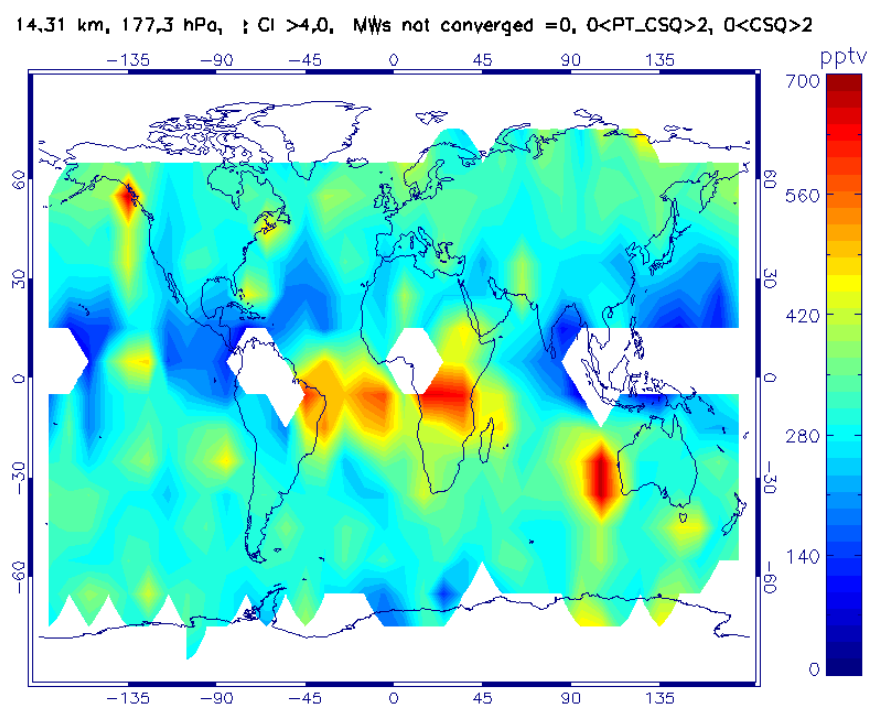 14.31 km, 177.3 hPa, ; CI >4.0, MWs not converged =0, 0<PT_CSQ>2, 0<CSQ>2
pptv
-135 -90 -45 0 45 90 135
700
60 60
560
30 30
420
0 0
280
-30 -30
140
-60 -60
0
-135 -90 -45 0 45 90 135